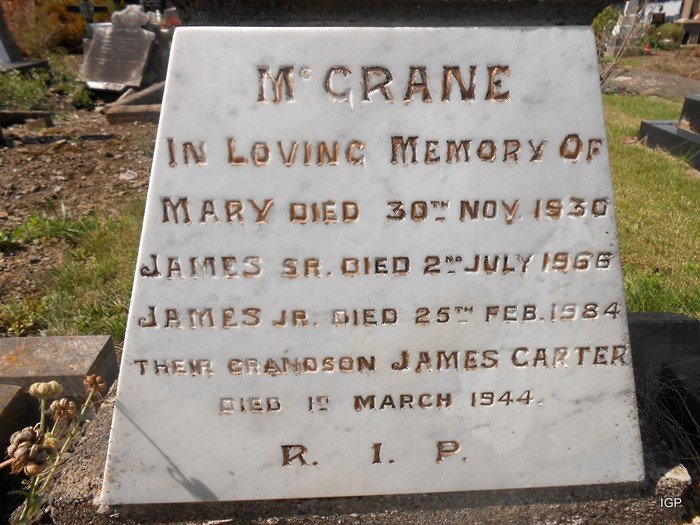 McGRANE
IN LOVING MEMORY OF
MARY DIED 30TH NOV. 1930
JAMES SR. DIED 2ND JULY 1966
JAMES JR. DIED 25TH FEB. 1984
THEIR GRANDSON JAMES CARTER
DIED 1ST MARCH 1944.
R. I. P.
IGP